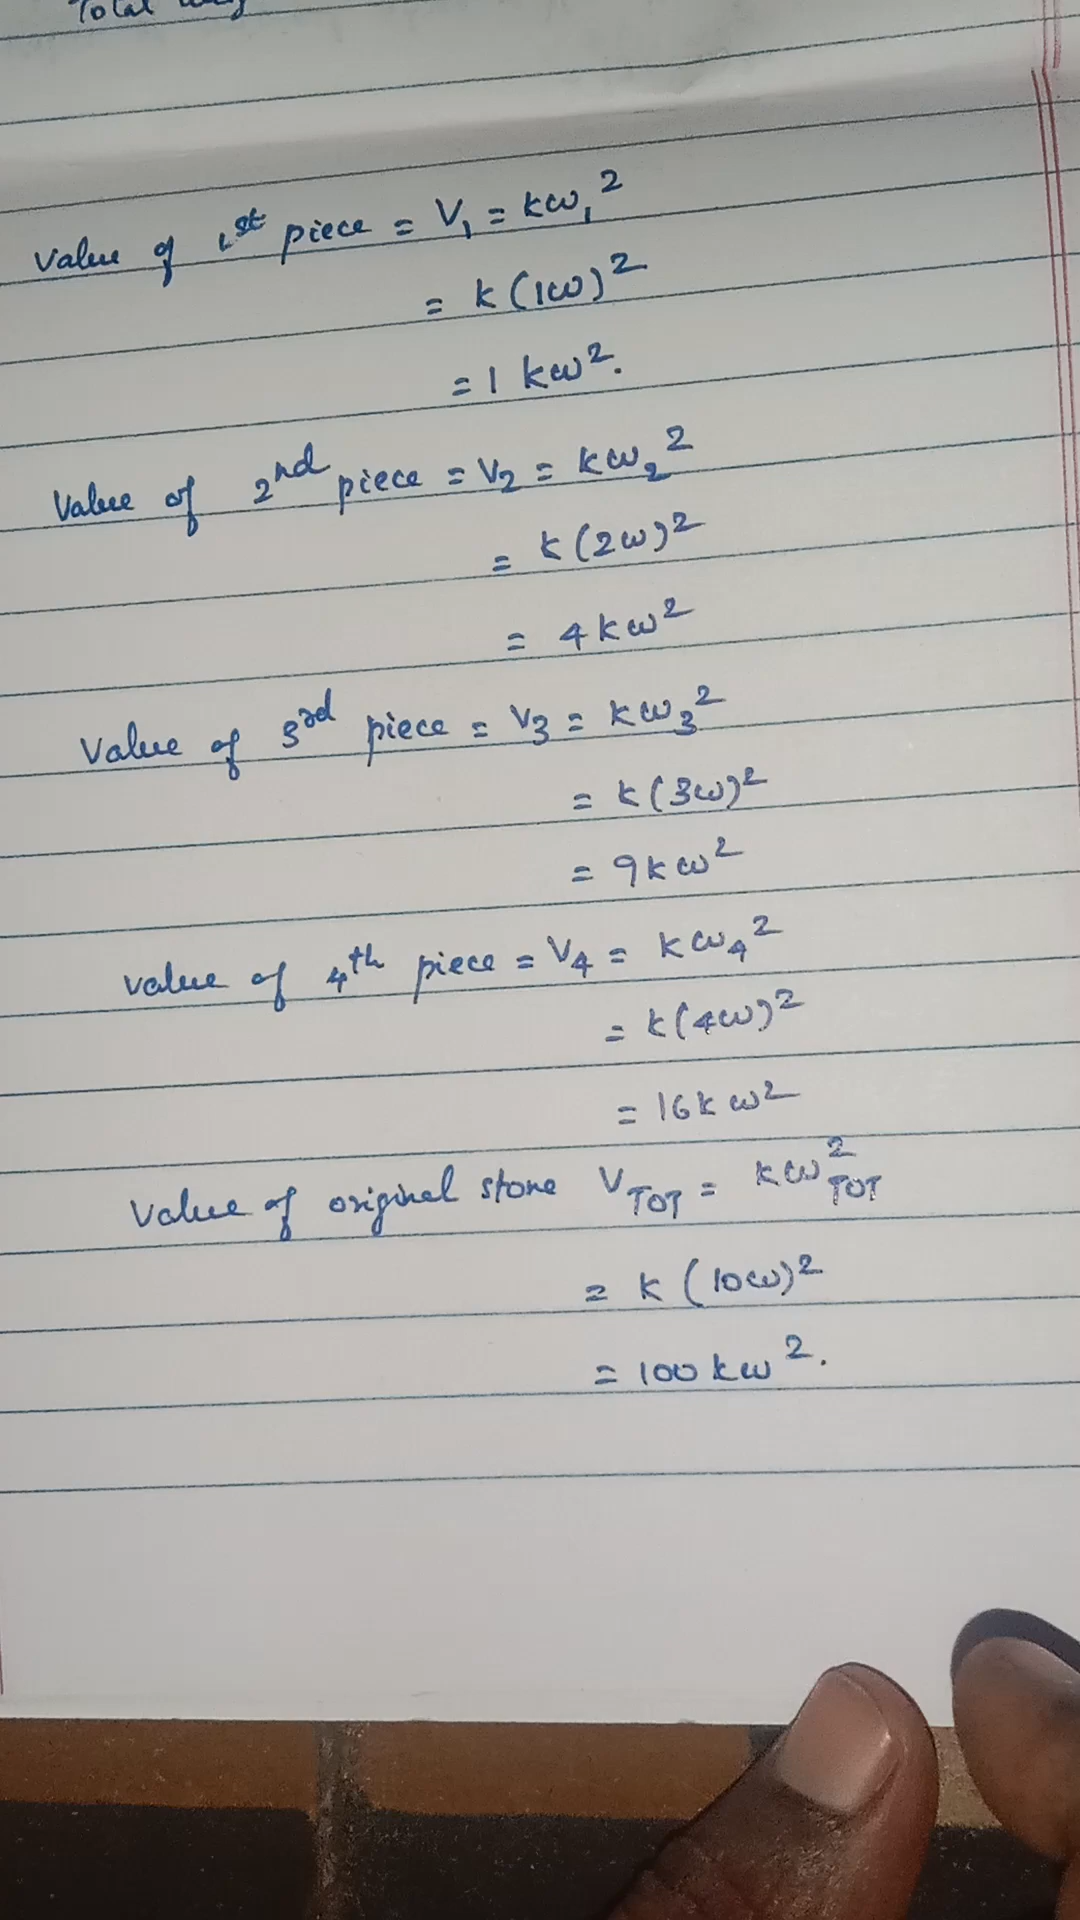 Total
Value of 1st piece = V₁ = kω₁²
= k(1ω)²
= 1 kω².
Value of 2nd piece = V₂ = kω₂²
= k(2ω)²
= 4kω²
Value of 3rd piece = V₃ = kω₃²
= k(3ω)²
= 9kω²
value of 4th piece = V₄ = kω₄²
= k(4ω)²
= 16kω²
Value of original stone V_TOT = kω²_TOT
= k(10ω)²
= 100kω².